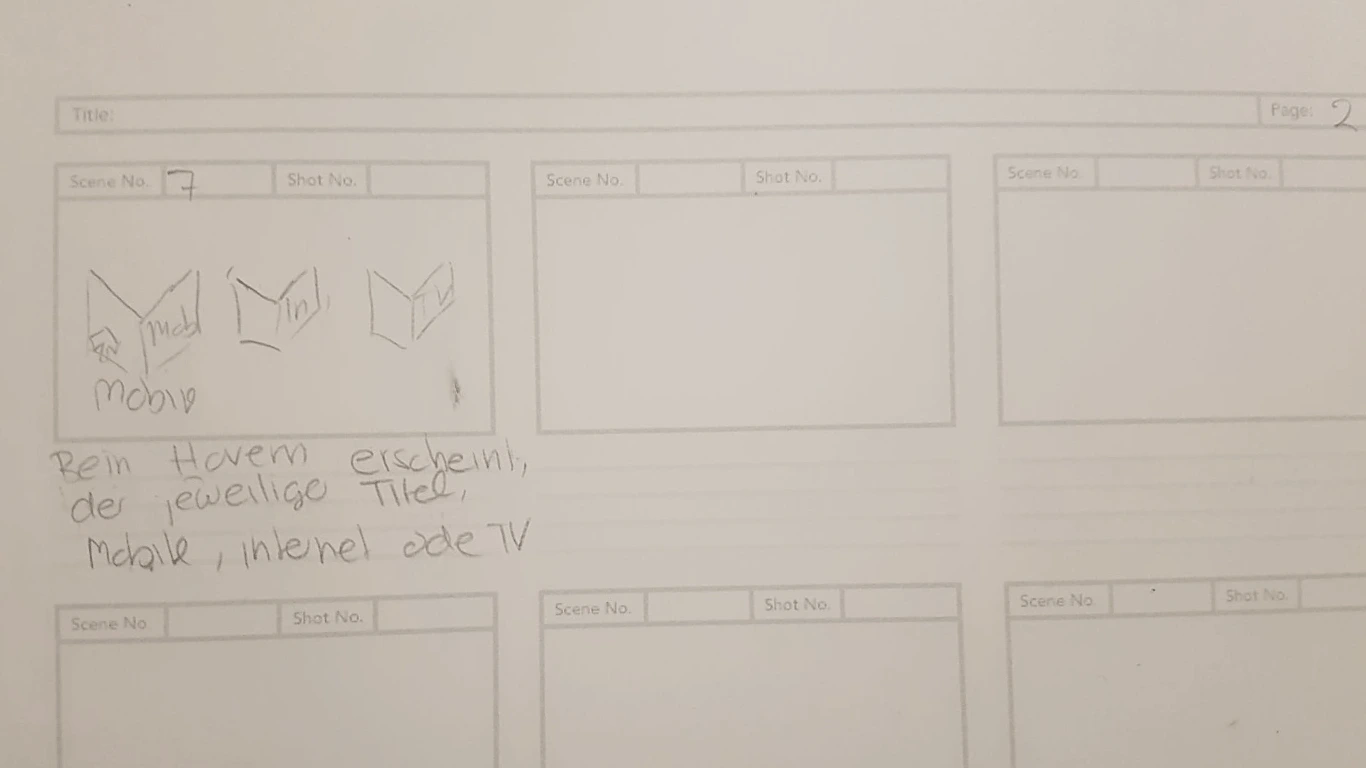 Title:
Page: 2
Scene No. 7 Shot No.
Scene No. Shot No.
Scene No. Shot No.
Mobl Int. TV
Mobile
Bein Hovern erscheint,
der jeweilige Titel,
Mobile, internet ode TV
Scene No Shot No.
Scene No. Shot No.
Scene No. Shot No.